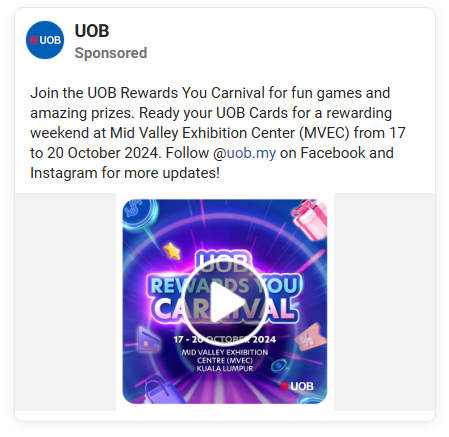 UOB
UOB
Sponsored
Join the UOB Rewards You Carnival for fun games and
amazing prizes. Ready your UOB Cards for a rewarding
weekend at Mid Valley Exhibition Center (MVEC) from 17
to 20 October 2024. Follow @uob.my on Facebook and
Instagram for more updates!
UOB
REWARDS YOU
CARNIVAL
17 - 20 OCTOBER 2024
MID VALLEY EXHIBITION
CENTRE (MVEC)
KUALA LUMPUR
UOB